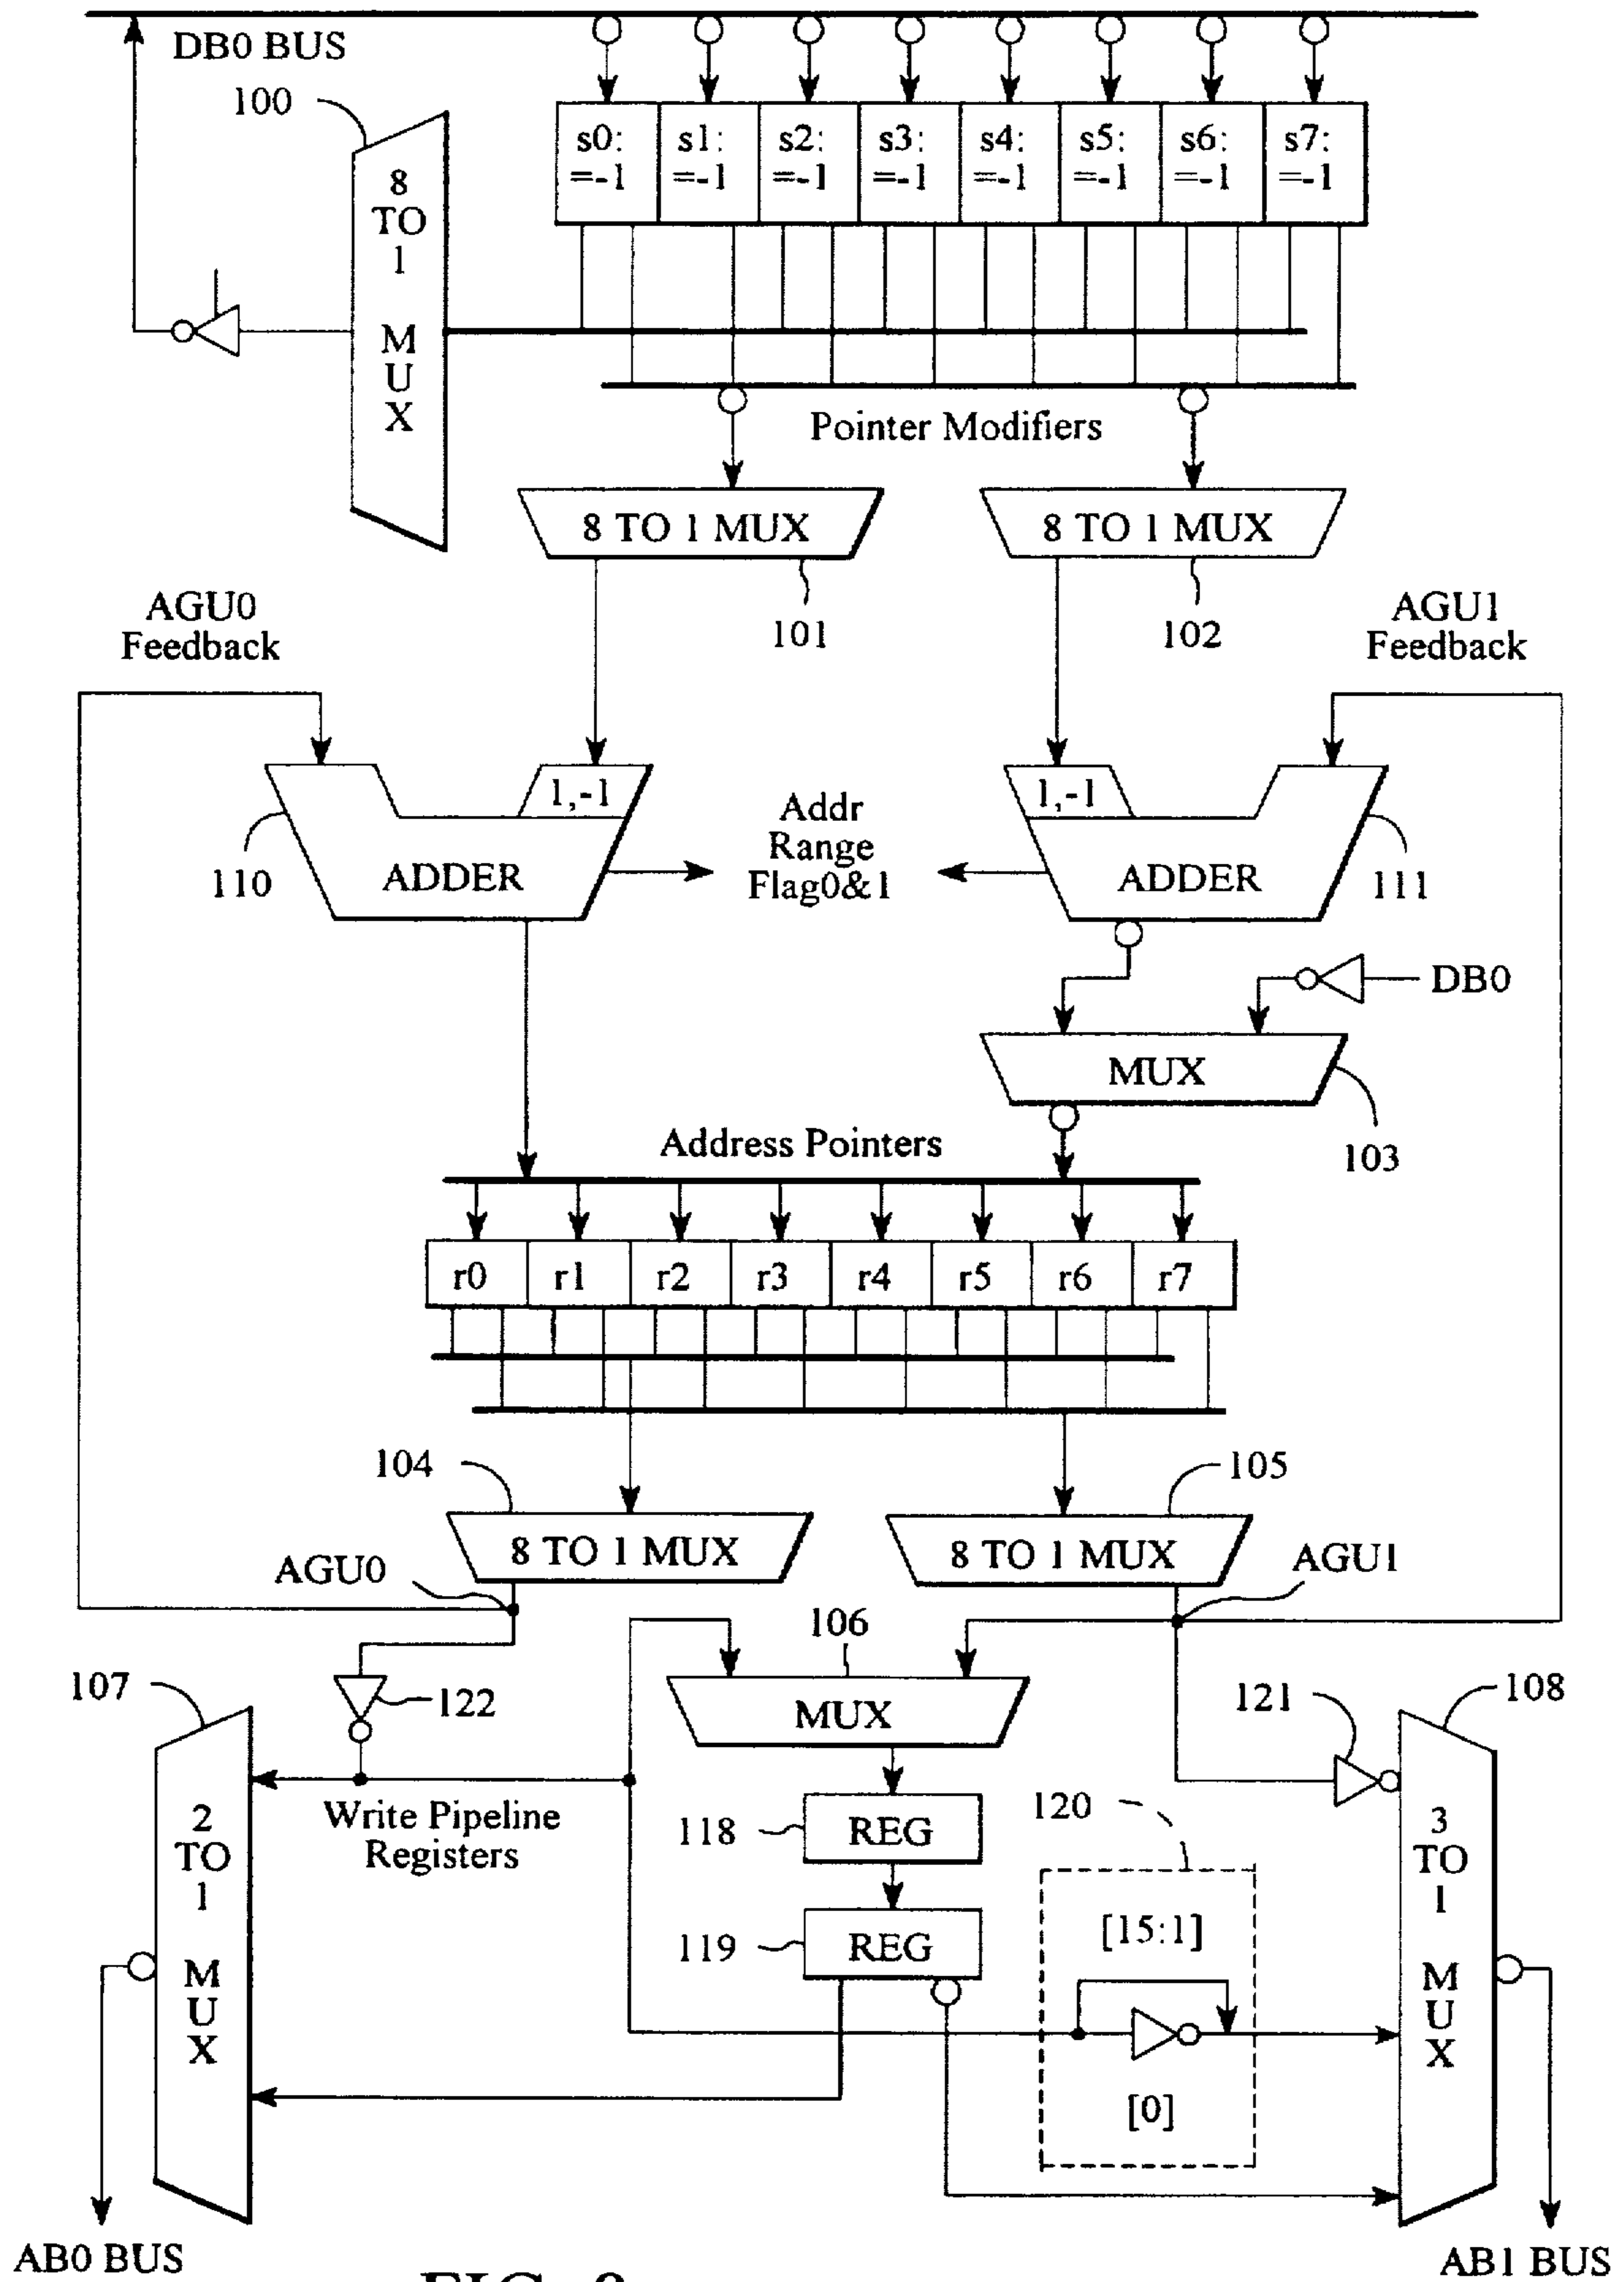 DB0 BUS
100
s0:
=-1
s1:
=-1
s2:
=-1
s3:
=-1
s4:
=-1
s5:
=-1
s6:
=-1
s7:
=-1
8
TO
1
M
U
X
Pointer Modifiers
8 TO 1 MUX
8 TO 1 MUX
101
102
AGU0
Feedback
AGU1
Feedback
1,-1
1,-1
Addr
Range
Flag0&1
110
ADDER
ADDER
111
DB0
MUX
103
Address Pointers
r0
r1
r2
r3
r4
r5
r6
r7
104
105
8 TO 1 MUX
8 TO 1 MUX
AGU0
AGU1
106
107
122
MUX
121
108
2
TO
1
M
U
X
Write Pipeline
Registers
118
REG
120
3
TO
1
M
U
X
119
REG
[15:1]
[0]
AB0 BUS
AB1 BUS